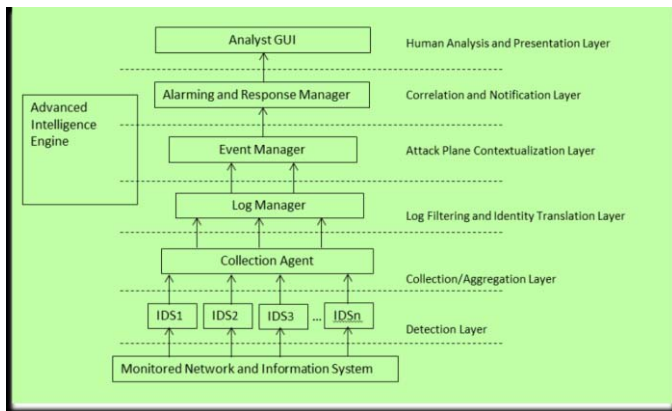 Analyst GUI
Human Analysis and Presentation Layer
Advanced
Intelligence
Engine
Alarming and Response Manager
Correlation and Notification Layer
Event Manager
Attack Plane Contextualization Layer
Log Manager
Log Filtering and Identity Translation Layer
Collection Agent
Collection/Aggregation Layer
IDS1 IDS2 IDS3 ... IDSn
Detection Layer
Monitored Network and Information System